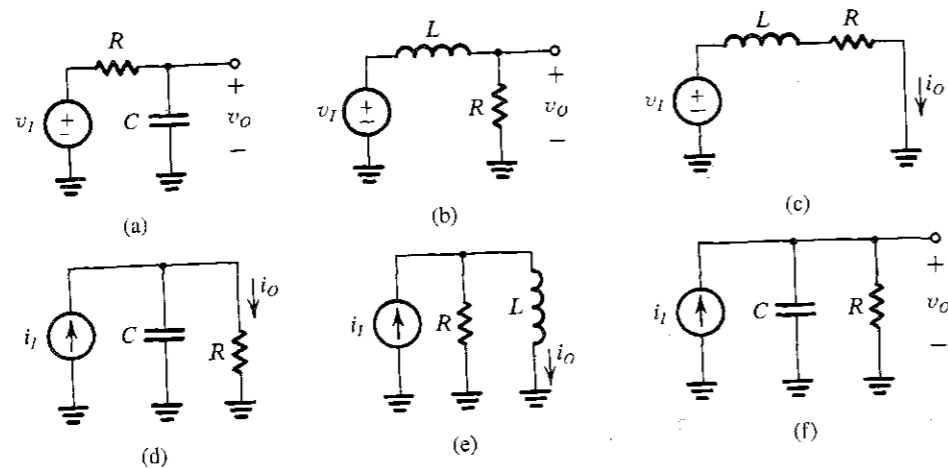 R
v_I
+
−
C
+
v_O
−
(a)
L
v_I
+
−
R
+
v_O
−
(b)
L
R
v_I
+
−
i_O
(c)
i_I
C
R
i_O
(d)
i_I
R
L
i_O
(e)
i_I
C
R
+
v_O
−
(f)